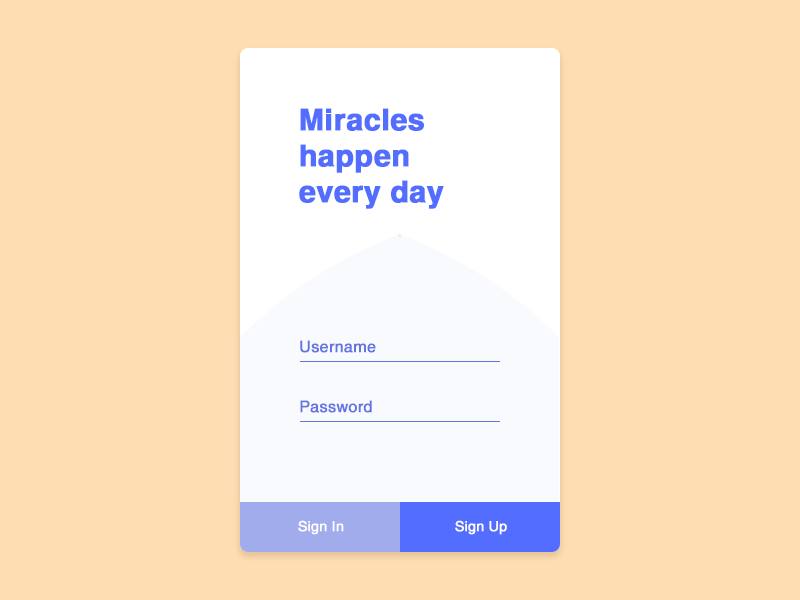 Miracles
happen
every day
Username
Password
Sign In
Sign Up